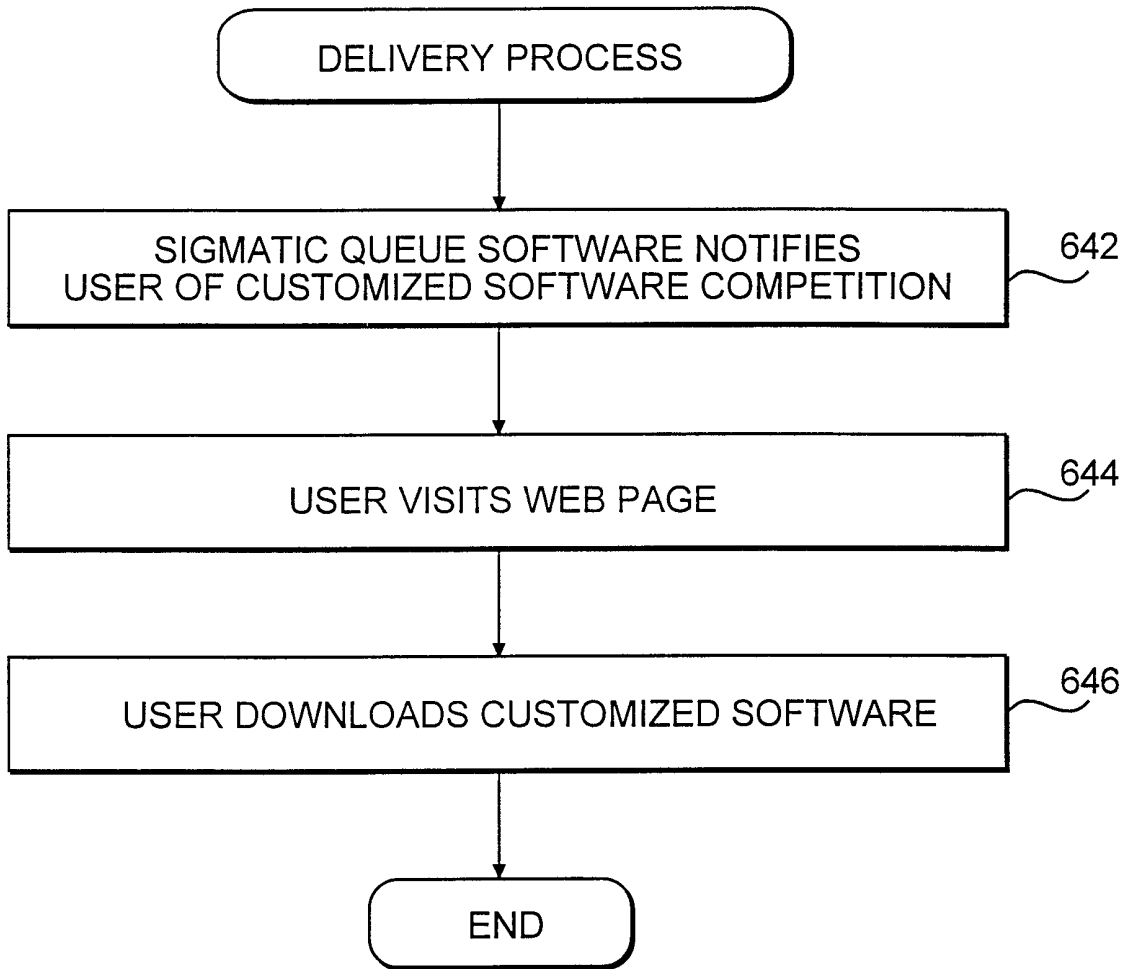 DELIVERY PROCESS
SIGMATIC QUEUE SOFTWARE NOTIFIES
USER OF CUSTOMIZED SOFTWARE COMPETITION
642
USER VISITS WEB PAGE
644
USER DOWNLOADS CUSTOMIZED SOFTWARE
646
END